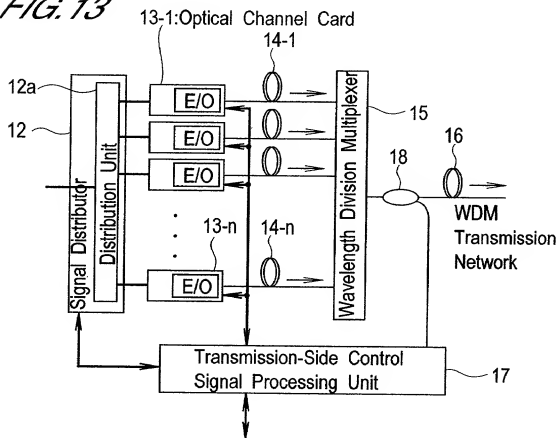 FIG. 13
13-1:Optical Channel Card
14-1
12a
12
E/O
15
E/O
E/O
16
18
Signal Distributor
Distribution Unit
Wavelength Division Multiplexer
WDM
Transmission
Network
13-n
14-n
E/O
Transmission-Side Control
Signal Processing Unit
17